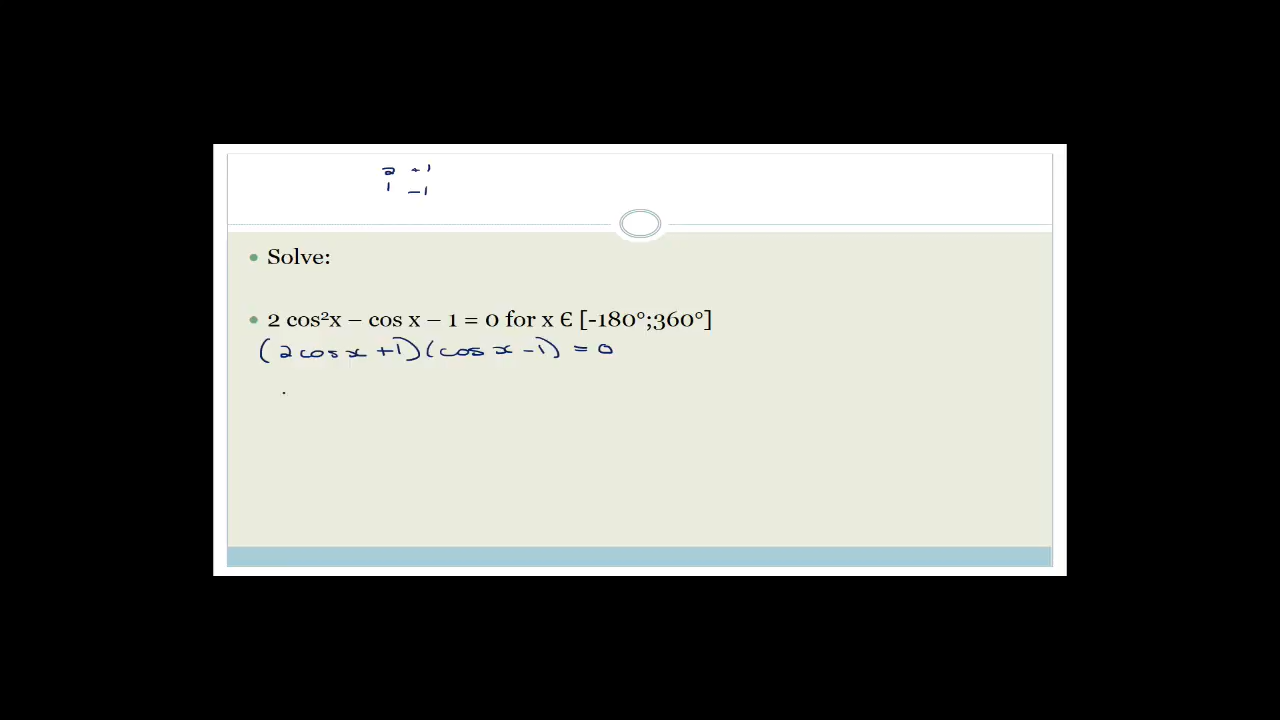 2 +1
1 -1
• Solve:
• 2 cos²x – cos x – 1 = 0 for x Є [-180°;360°]
(2 cos x + 1)(cos x - 1) = 0